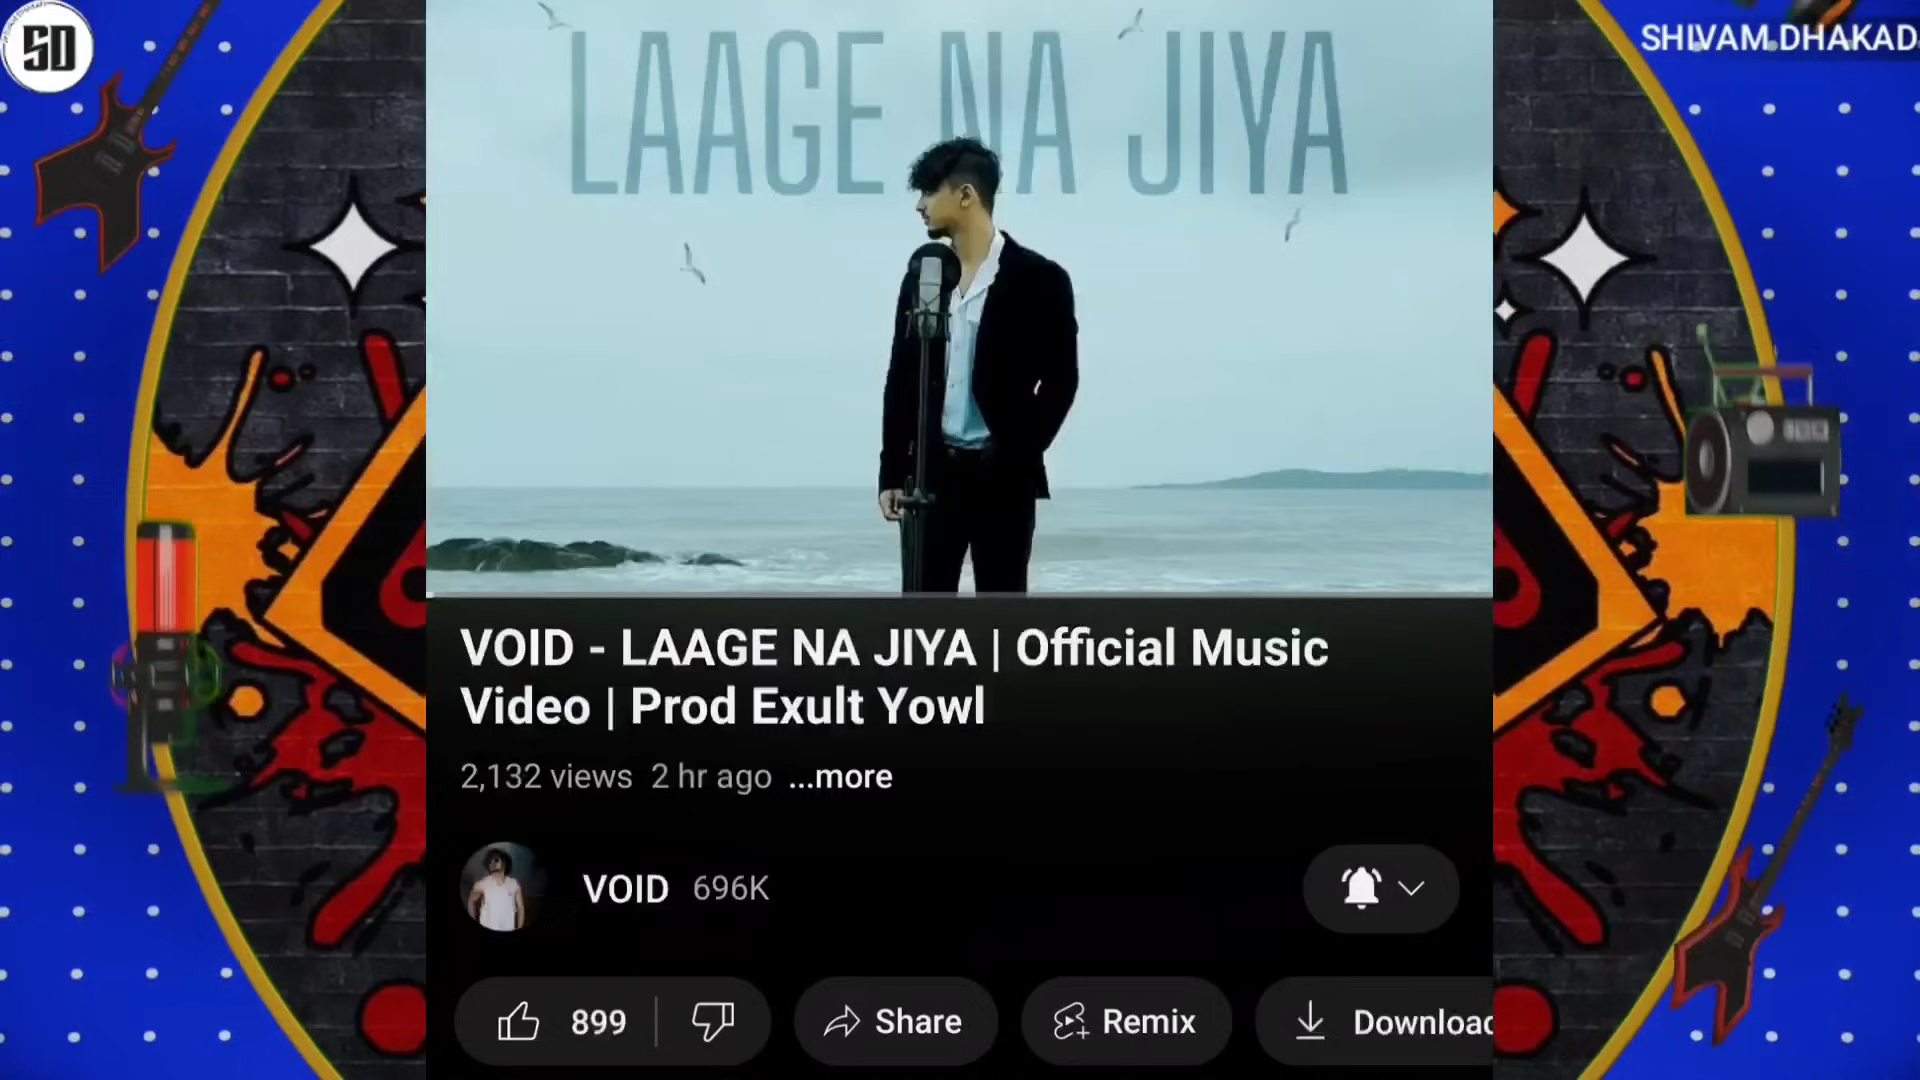 SD
SHIVAM DHAKAD
LAAGE NA JIYA
VOID - LAAGE NA JIYA | Official Music
Video | Prod Exult Yowl
2,132 views 2 hr ago ...more
VOID 696K
899 Share Remix Download